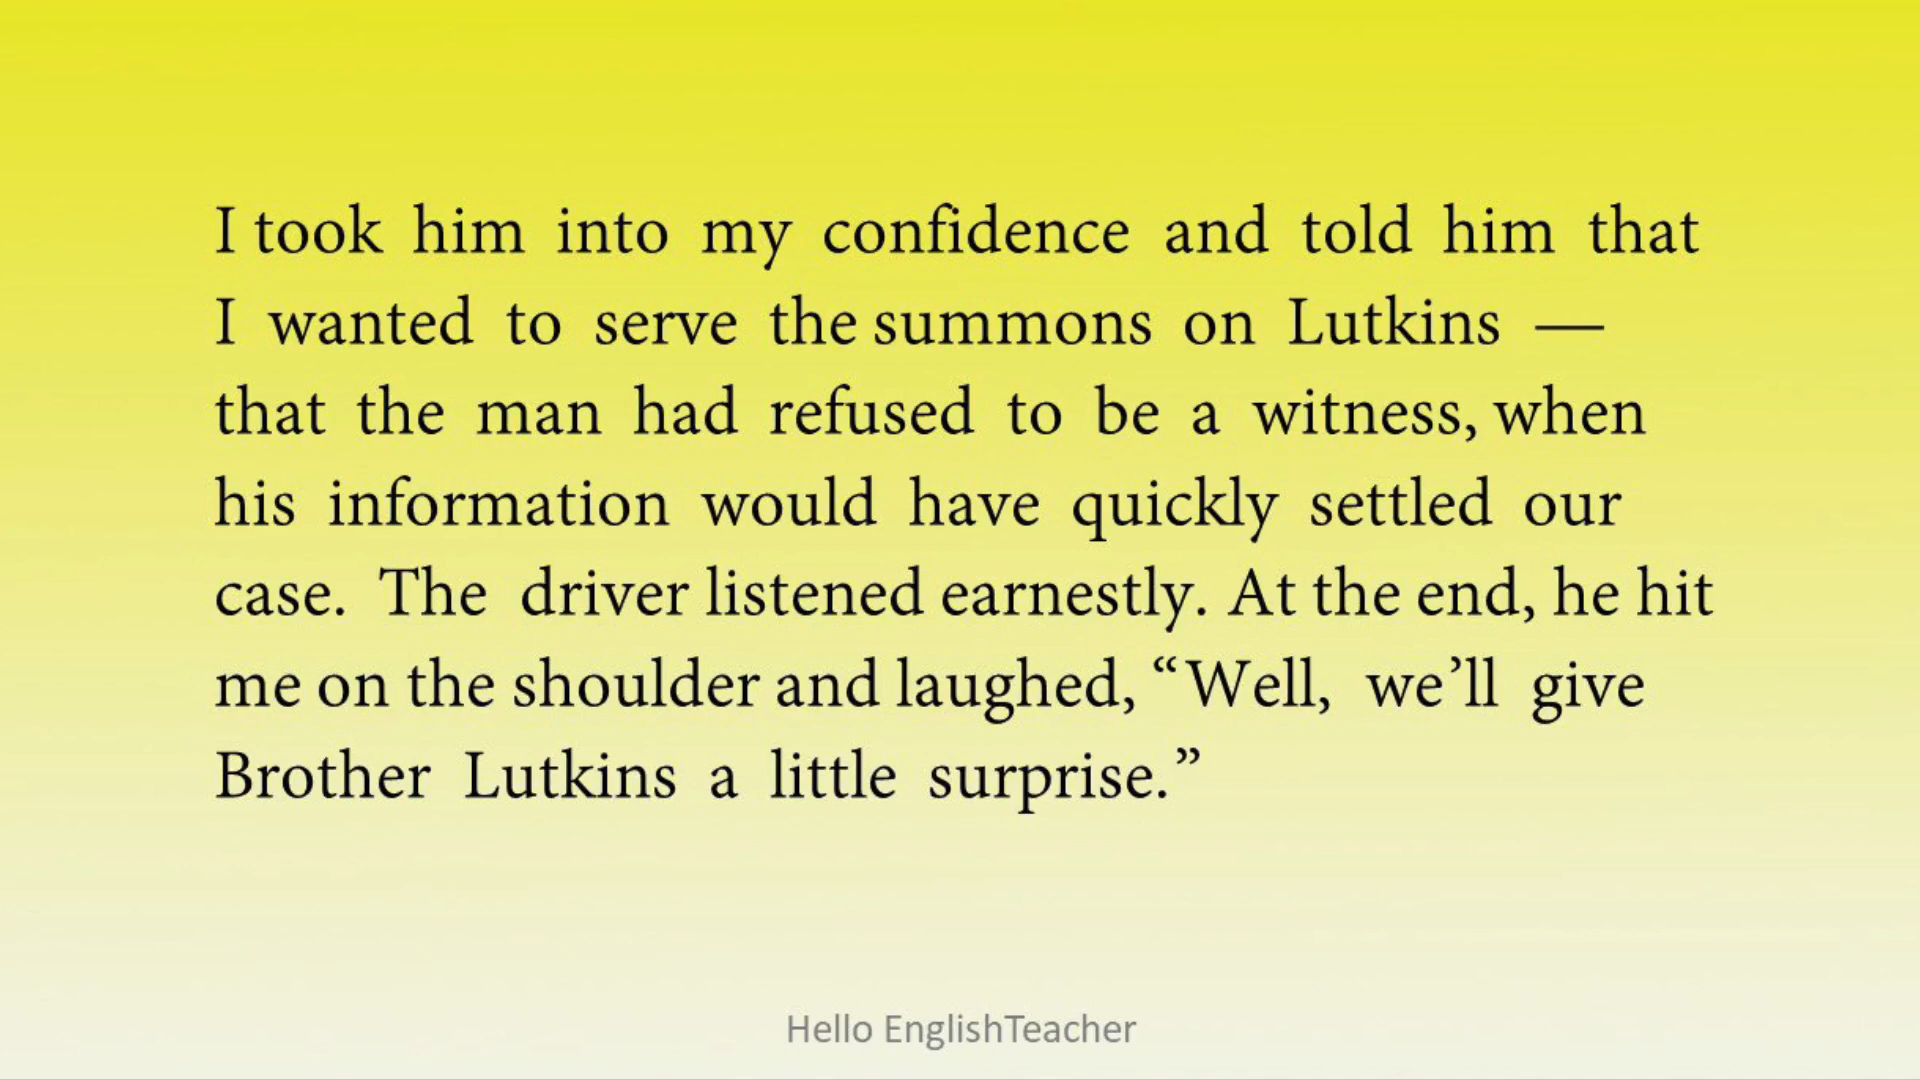 I took him into my confidence and told him that
I wanted to serve the summons on Lutkins —
that the man had refused to be a witness, when
his information would have quickly settled our
case. The driver listened earnestly. At the end, he hit
me on the shoulder and laughed, “Well, we’ll give
Brother Lutkins a little surprise.”
Hello EnglishTeacher